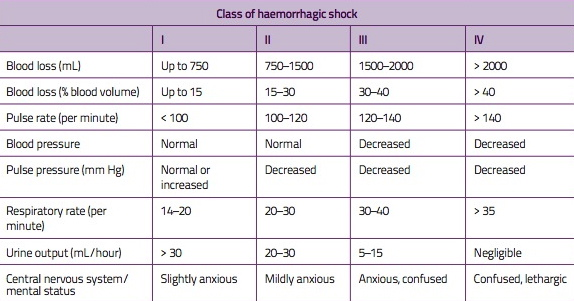 Class of haemorrhagic shock
I II III IV
Blood loss (mL) Up to 750 750–1500 1500–2000 > 2000
Blood loss (% blood volume) Up to 15 15–30 30–40 > 40
Pulse rate (per minute) < 100 100–120 120–140 > 140
Blood pressure Normal Normal Decreased Decreased
Pulse pressure (mm Hg) Normal or Decreased Decreased Decreased
increased
Respiratory rate (per 14–20 20–30 30–40 > 35
minute)
Urine output (mL/hour) > 30 20–30 5–15 Negligible
Central nervous system/ Slightly anxious Mildly anxious Anxious, confused Confused, lethargic
mental status